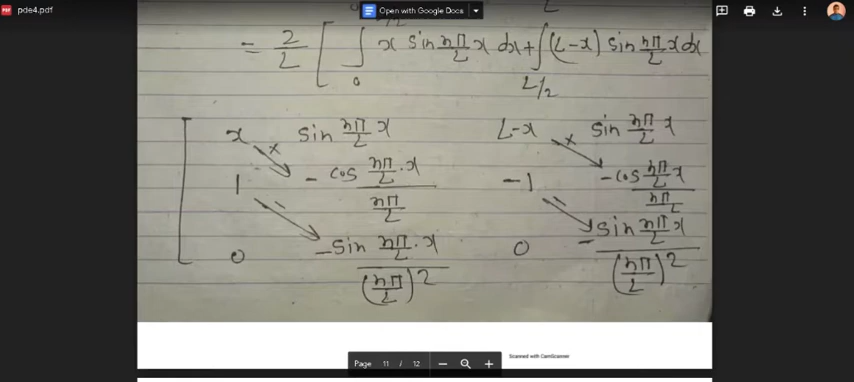 pde4.pdf
Open with Google Docs
= 2/L [ ∫₀ x sin nπ/L x dx + ∫_{L/2} (L-x) sin nπ/L x dx
x sin nπ/L x L-x sin nπ/L x
1 - cos nπ/L . x / nπ/L -1 - cos nπ/L x / nπ/L
0 - sin nπ/L . x / (nπ/L)2 0 - sin nπ/L x / (nπ/L)2
Scanned with CamScanner
Page 11 / 12